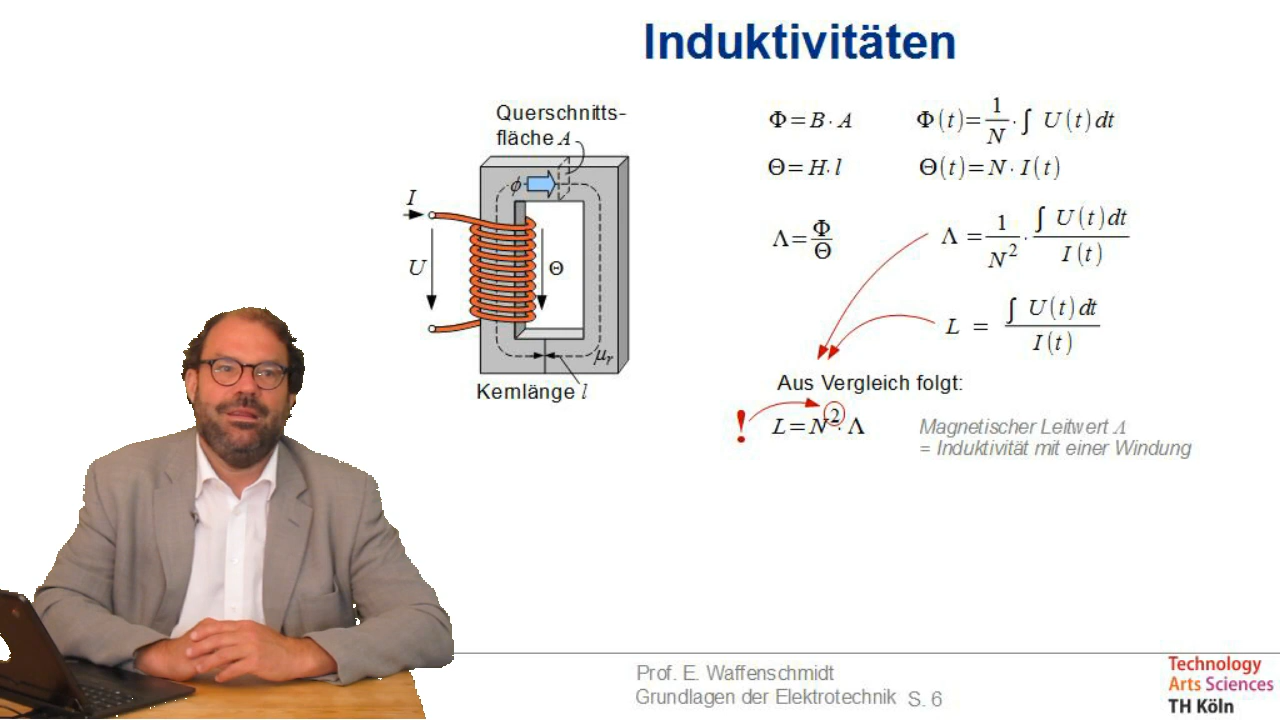 Induktivitäten
Querschnitts-
fläche A
ϕ
I
U
Θ
μr
Kernlänge l
Φ=B·A
Φ(t)=1/N·∫ U(t)dt
Θ=H·l
Θ(t)=N·I(t)
Λ=Φ/Θ
Λ =1/N²·∫ U(t)dt/I(t)
L = ∫ U(t)dt/I(t)
Aus Vergleich folgt:
! L=N²·Λ
Magnetischer Leitwert Λ
= Induktivität mit einer Windung
Prof. E. Waffenschmidt
Grundlagen der Elektrotechnik S. 6
Technology
Arts Sciences
TH Köln